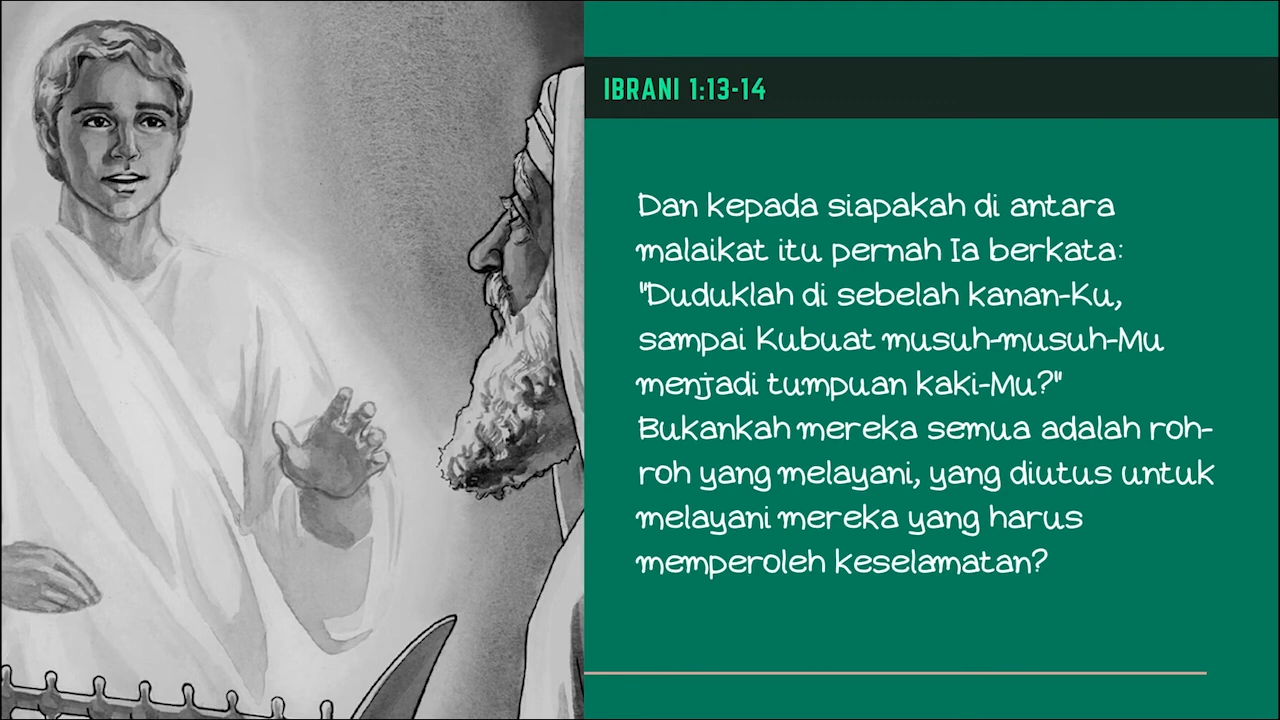 IBRANI 1:13-14
Dan kepada siapakah di antara
malaikat itu pernah Ia berkata:
"Duduklah di sebelah kanan-Ku,
sampai Kubuat musuh-musuh-Mu
menjadi tumpuan kaki-Mu?"
Bukankah mereka semua adalah roh-
roh yang melayani, yang diutus untuk
melayani mereka yang harus
memperoleh keselamatan?